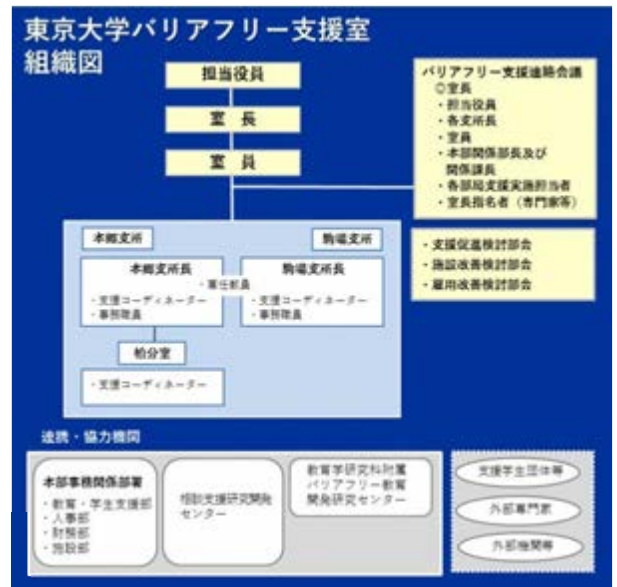 東京大学バリアフリー支援室
組織図
担当役員
室　長
室　員
バリアフリー支援連絡会議
◎室長
・担当役員
・各支所長
・室員
・本部関係部長及び
関係課長
・各部局支援実施担当者
・室長指名者（専門家等）
・支援促進検討部会
・施設改善検討部会
・雇用改善検討部会
本郷支所
駒場支所
本郷支所長
駒場支所長
・専任教員
・支援コーディネーター
・事務職員
・支援コーディネーター
・事務職員
柏分室
・支援コーディネーター
連携・協力機関
本部事務関係部署
・教育・学生支援部
・人事部
・財務部
・施設部
相談支援研究開発
センター
教育学研究科附属
バリアフリー教育
開発研究センター
支援学生団体等
外部専門家
外部機関等